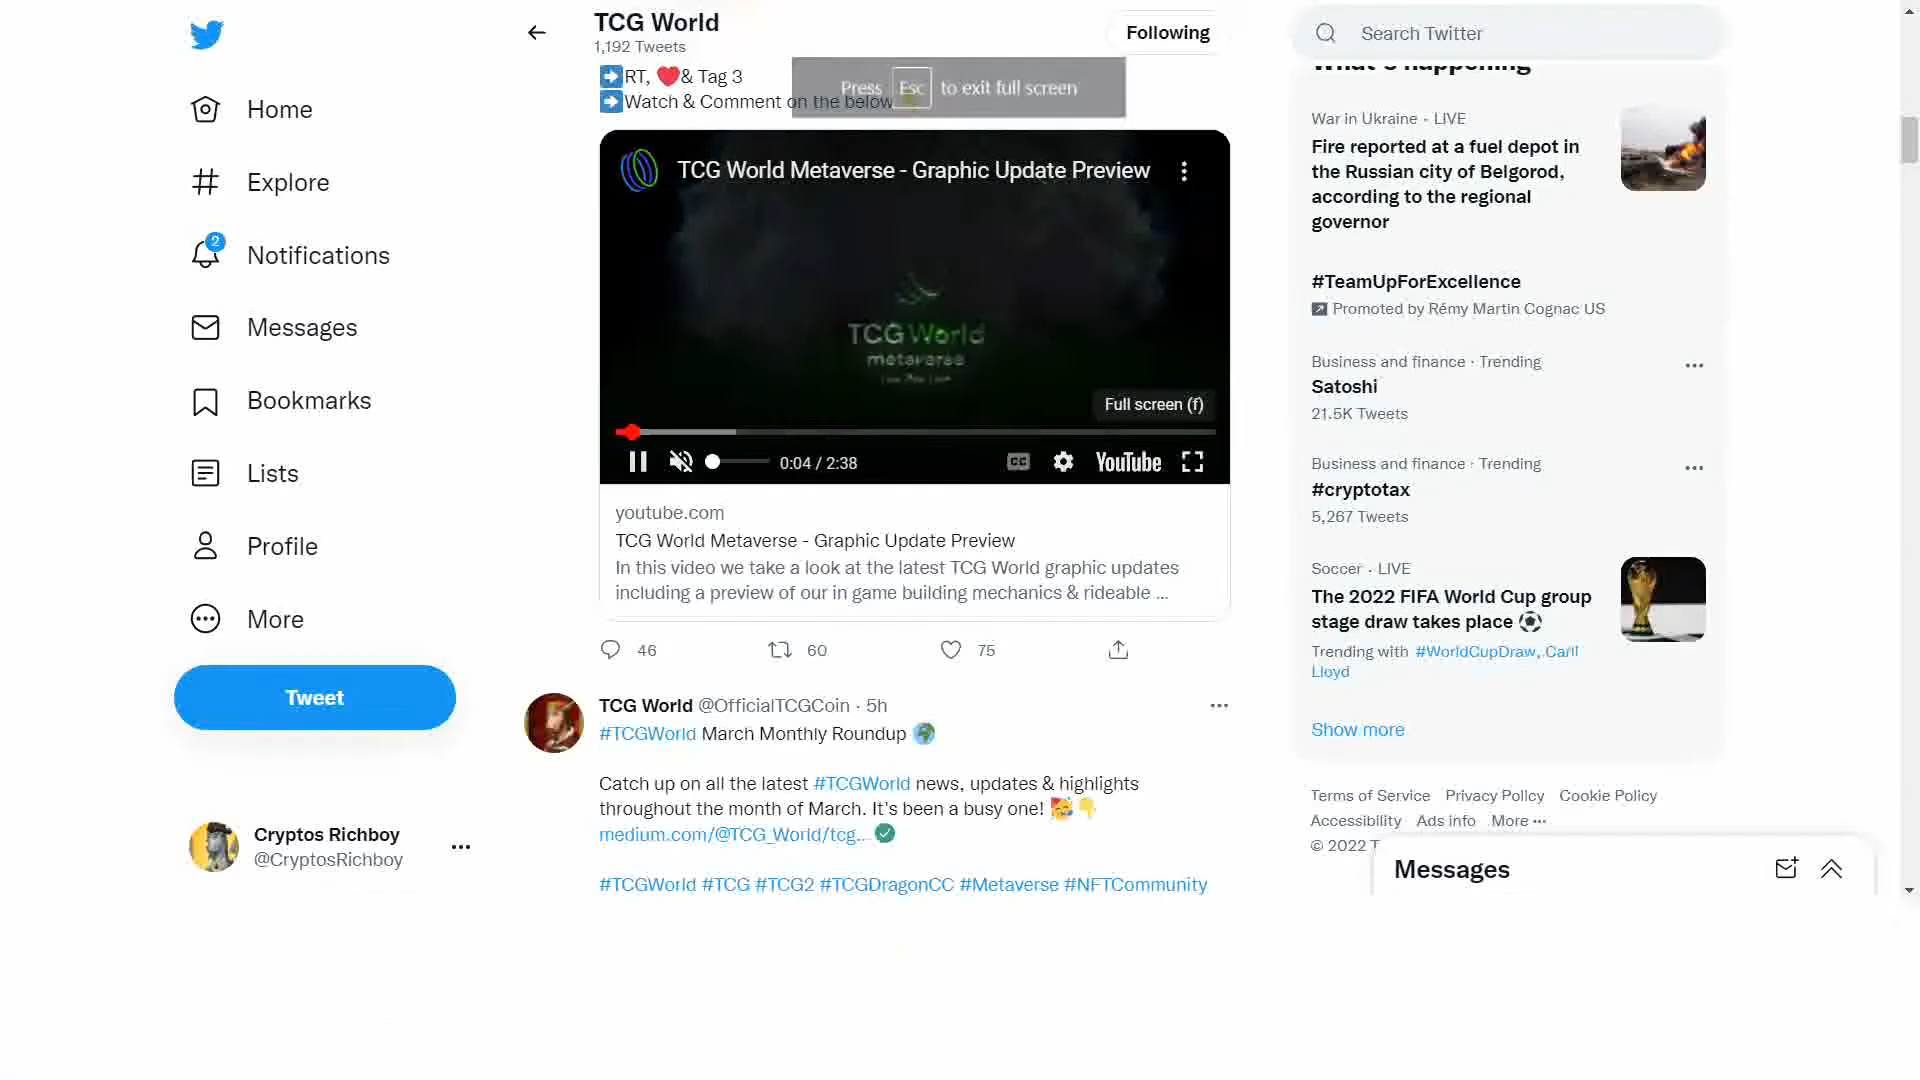 TCG World
1,192 Tweets
Following
Search Twitter
Home
Explore
2
Notifications
Messages
Bookmarks
Lists
Profile
More
Tweet
Cryptos Richboy
@CryptosRichboy
RT, & Tag 3
Watch & Comment on the below
Press Esc to exit full screen
TCG World Metaverse - Graphic Update Preview
TCG World
metaverse
Full screen (f)
0:04 / 2:38
CC
YouTube
youtube.com
TCG World Metaverse - Graphic Update Preview
In this video we take a look at the latest TCG World graphic updates
including a preview of our in game building mechanics & rideable ...
46
60
75
TCG World @OfficialTCGCoin · 5h
#TCGWorld March Monthly Roundup
Catch up on all the latest #TCGWorld news, updates & highlights
throughout the month of March. It's been a busy one!
medium.com/@TCG_World/tcg...
#TCGWorld #TCG #TCG2 #TCGDragonCC #Metaverse #NFTCommunity
What's happening
War in Ukraine · LIVE
Fire reported at a fuel depot in
the Russian city of Belgorod,
according to the regional
governor
#TeamUpForExcellence
Promoted by Rémy Martin Cognac US
Business and finance · Trending
Satoshi
21.5K Tweets
Business and finance · Trending
#cryptotax
5,267 Tweets
Soccer · LIVE
The 2022 FIFA World Cup group
stage draw takes place
Trending with #WorldCupDraw, Carli
Lloyd
Show more
Terms of Service Privacy Policy Cookie Policy
Accessibility Ads info More ...
© 2022
Messages